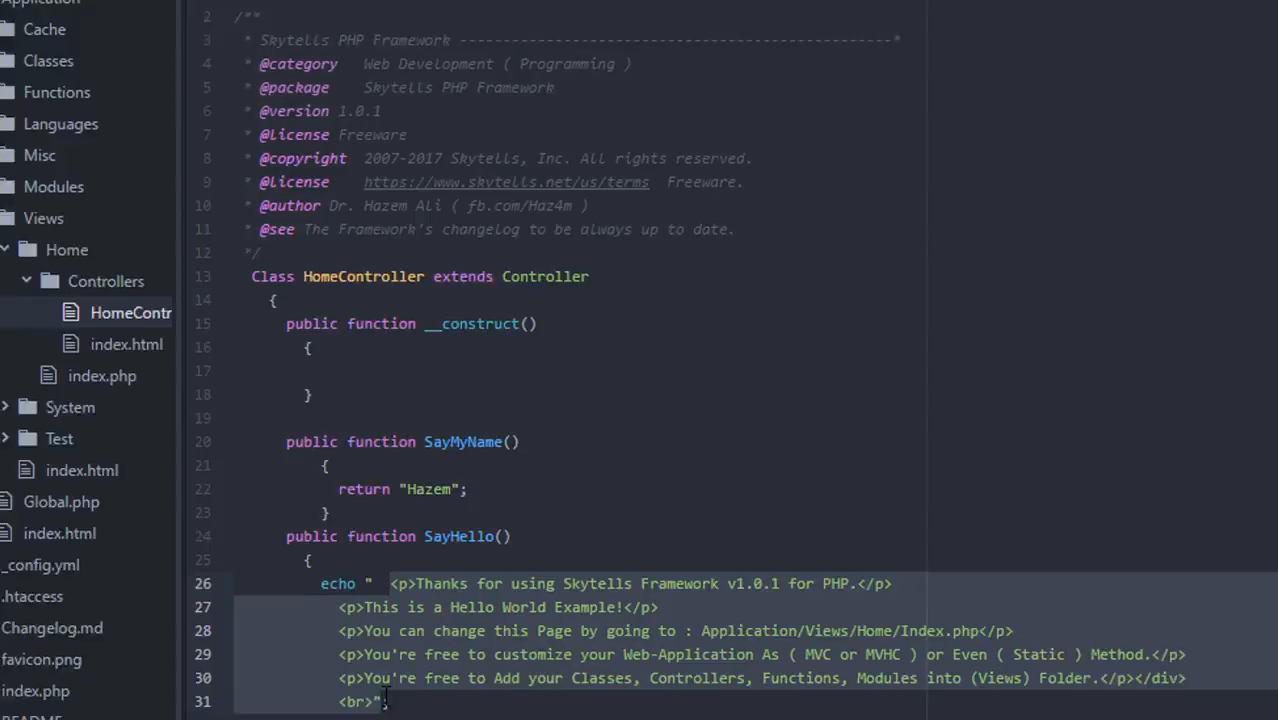 Application
Cache
Classes
Functions
Languages
Misc
Modules
Views
Home
Controllers
HomeContr
index.html
index.php
System
Test
index.html
Global.php
index.html
_config.yml
.htaccess
Changelog.md
favicon.png
index.php
2 /**
3 * Skytells PHP Framework --------------------------------------------------*
4 * @category Web Development ( Programming )
5 * @package Skytells PHP Framework
6 * @version 1.0.1
7 * @license Freeware
8 * @copyright 2007-2017 Skytells, Inc. All rights reserved.
9 * @license https://www.skytells.net/us/terms Freeware.
10 * @author Dr. Hazem Ali ( fb.com/Haz4m )
11 * @see The Framework's changelog to be always up to date.
12 */
13 Class HomeController extends Controller
14 {
15 public function __construct()
16 {
17
18 }
19
20 public function SayMyName()
21 {
22 return "Hazem";
23 }
24 public function SayHello()
25 {
26 echo " <p>Thanks for using Skytells Framework v1.0.1 for PHP.</p>
27 <p>This is a Hello World Example!</p>
28 <p>You can change this Page by going to : Application/Views/Home/Index.php</p>
29 <p>You're free to customize your Web-Application As ( MVC or MVHC ) or Even ( Static ) Method.</p>
30 <p>You're free to Add your Classes, Controllers, Functions, Modules into (Views) Folder.</p></div>
31 <br>";